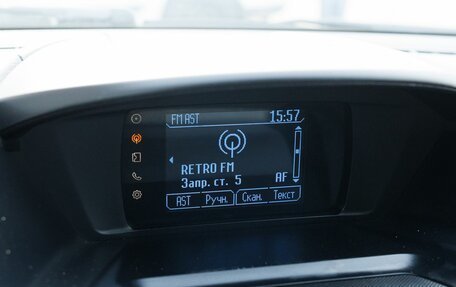 FM AST 15:57
RETRO FM
Запр. ст. 5 AF
AST Ручн. Скан. Текст